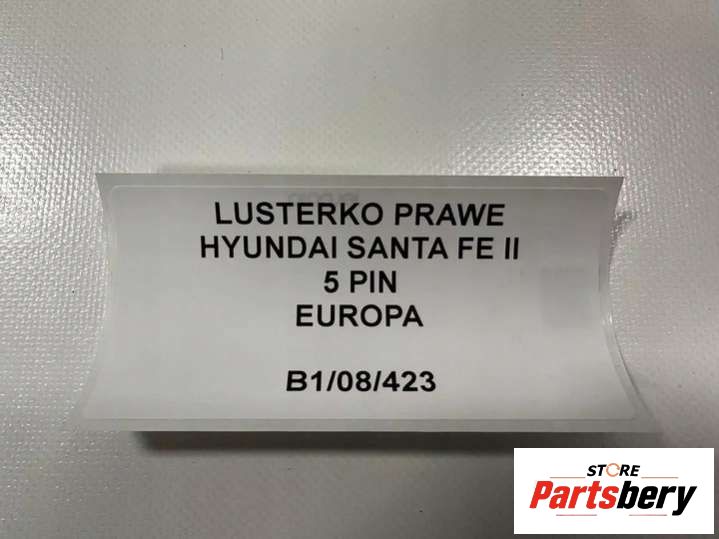 LUSTERKO PRAWE
HYUNDAI SANTA FE II
5 PIN
EUROPA
B1/08/423
STORE
Partsbery